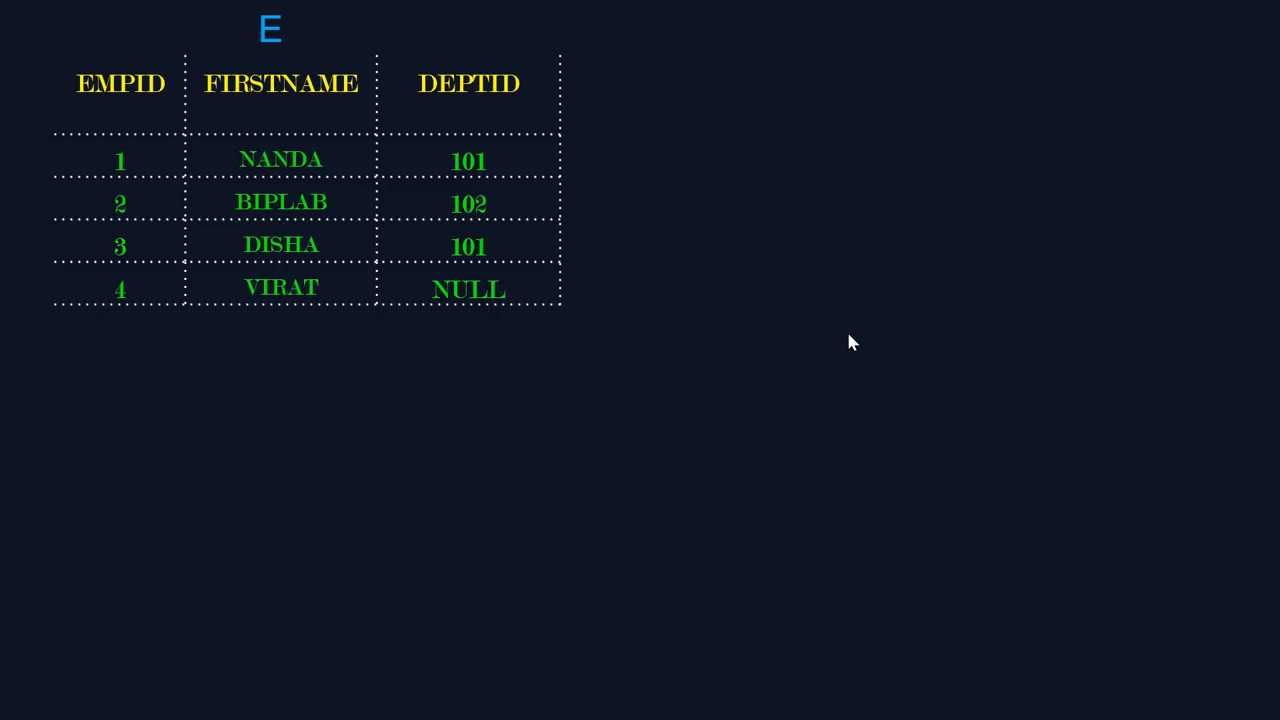 E
EMPID FIRSTNAME DEPTID
1 NANDA 101
2 BIPLAB 102
3 DISHA 101
4 VIRAT NULL